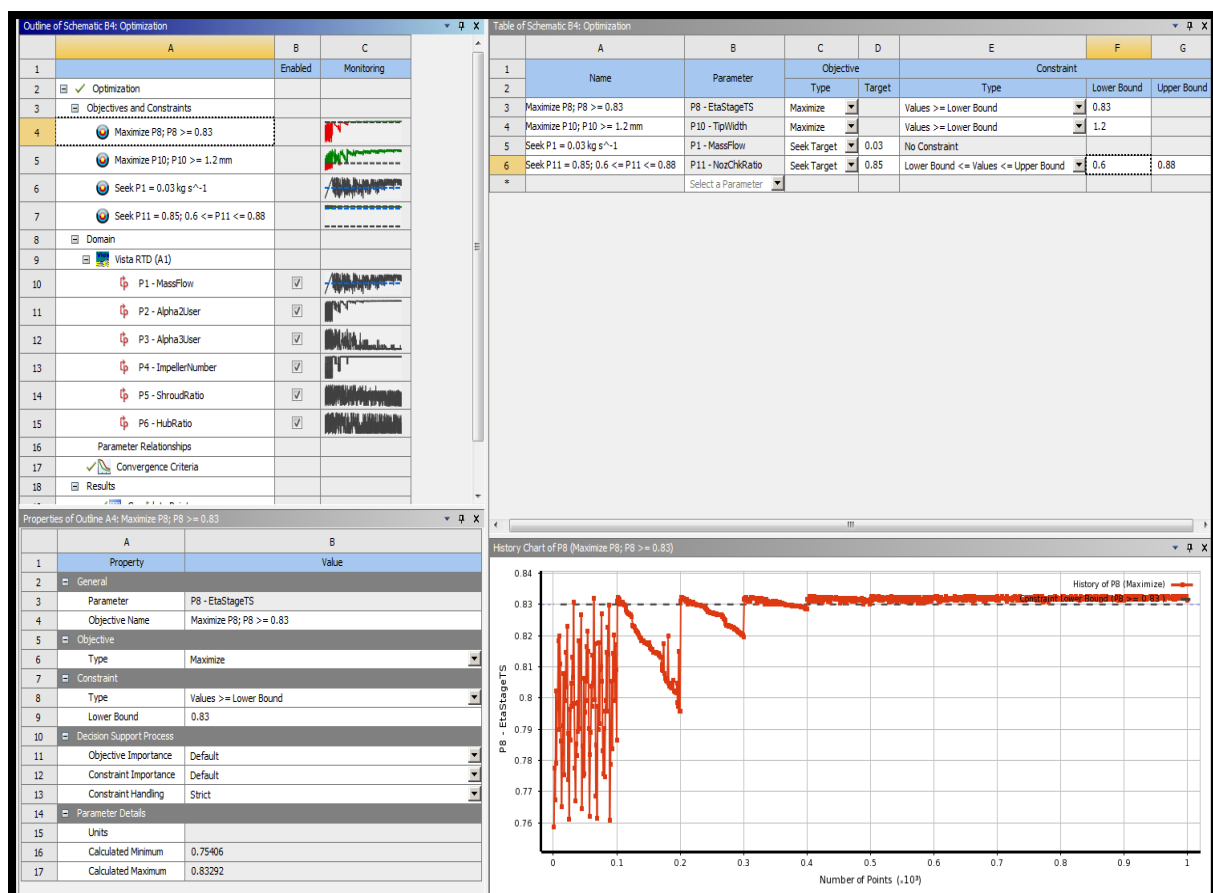 Outline of Schematic B4: Optimization
A B C
1 Enabled Monitoring
2 Optimization
3 Objectives and Constraints
4 Maximize P8; P8 >= 0.83
5 Maximize P10; P10 >= 1.2 mm
6 Seek P1 = 0.03 kg s^-1
7 Seek P11 = 0.85; 0.6 <= P11 <= 0.88
8 Domain
9 Vista RTD (A1)
10 P1 - MassFlow
11 P2 - Alpha2User
12 P3 - Alpha3User
13 P4 - ImpellerNumber
14 P5 - ShroudRatio
15 P6 - HubRatio
16 Parameter Relationships
17 Convergence Criteria
18 Results
Properties of Outline A4: Maximize P8; P8 >= 0.83
A B
1 Property Value
2 General
3 Parameter P8 - EtaStageTS
4 Objective Name Maximize P8; P8 >= 0.83
5 Objective
6 Type Maximize
7 Constraint
8 Type Values >= Lower Bound
9 Lower Bound 0.83
10 Decision Support Process
11 Objective Importance Default
12 Constraint Importance Default
13 Constraint Handling Strict
14 Parameter Details
15 Units
16 Calculated Minimum 0.75406
17 Calculated Maximum 0.83292
Table of Schematic B4: Optimization
A B C D E F G
1 Name Parameter Objective Constraint
2 Type Target Type Lower Bound Upper Bound
3 Maximize P8; P8 >= 0.83 P8 - EtaStageTS Maximize Values >= Lower Bound 0.83
4 Maximize P10; P10 >= 1.2 mm P10 - TipWidth Maximize Values >= Lower Bound 1.2
5 Seek P1 = 0.03 kg s^-1 P1 - MassFlow Seek Target 0.03 No Constraint
6 Seek P11 = 0.85; 0.6 <= P11 <= 0.88 P11 - NozChkRatio Seek Target 0.85 Lower Bound <= Values <= Upper Bound 0.6 0.88
* Select a Parameter
History Chart of P8 (Maximize P8; P8 >= 0.83)
History of P8 (Maximize)
Constraint Lower Bound (P8 >= 0.83 )
P8 - EtaStageTS
0.84
0.83
0.82
0.81
0.8
0.79
0.78
0.77
0.76
0 0.1 0.2 0.3 0.4 0.5 0.6 0.7 0.8 0.9 1
Number of Points (.10³)